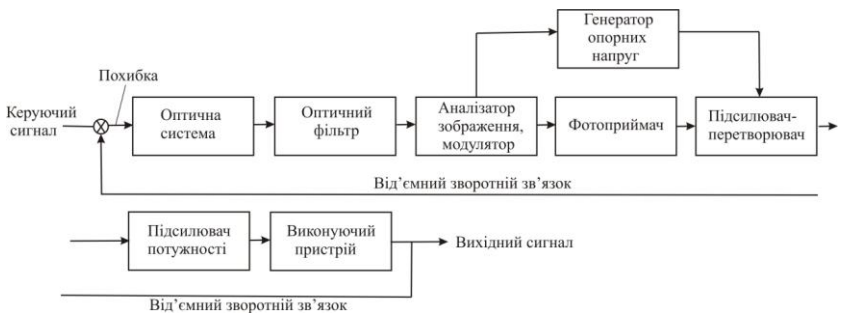 Генератор
опорних
напруг
Похибка
Керуючий
сигнал
Оптична
система
Оптичний
фільтр
Аналізатор
зображення,
модулятор
Фотоприймач
Підсилювач-
перетворювач
Від’ємний зворотній зв’язок
Підсилювач
потужності
Виконуючий
пристрій
Вихідний сигнал
Від’ємний зворотній зв’язок